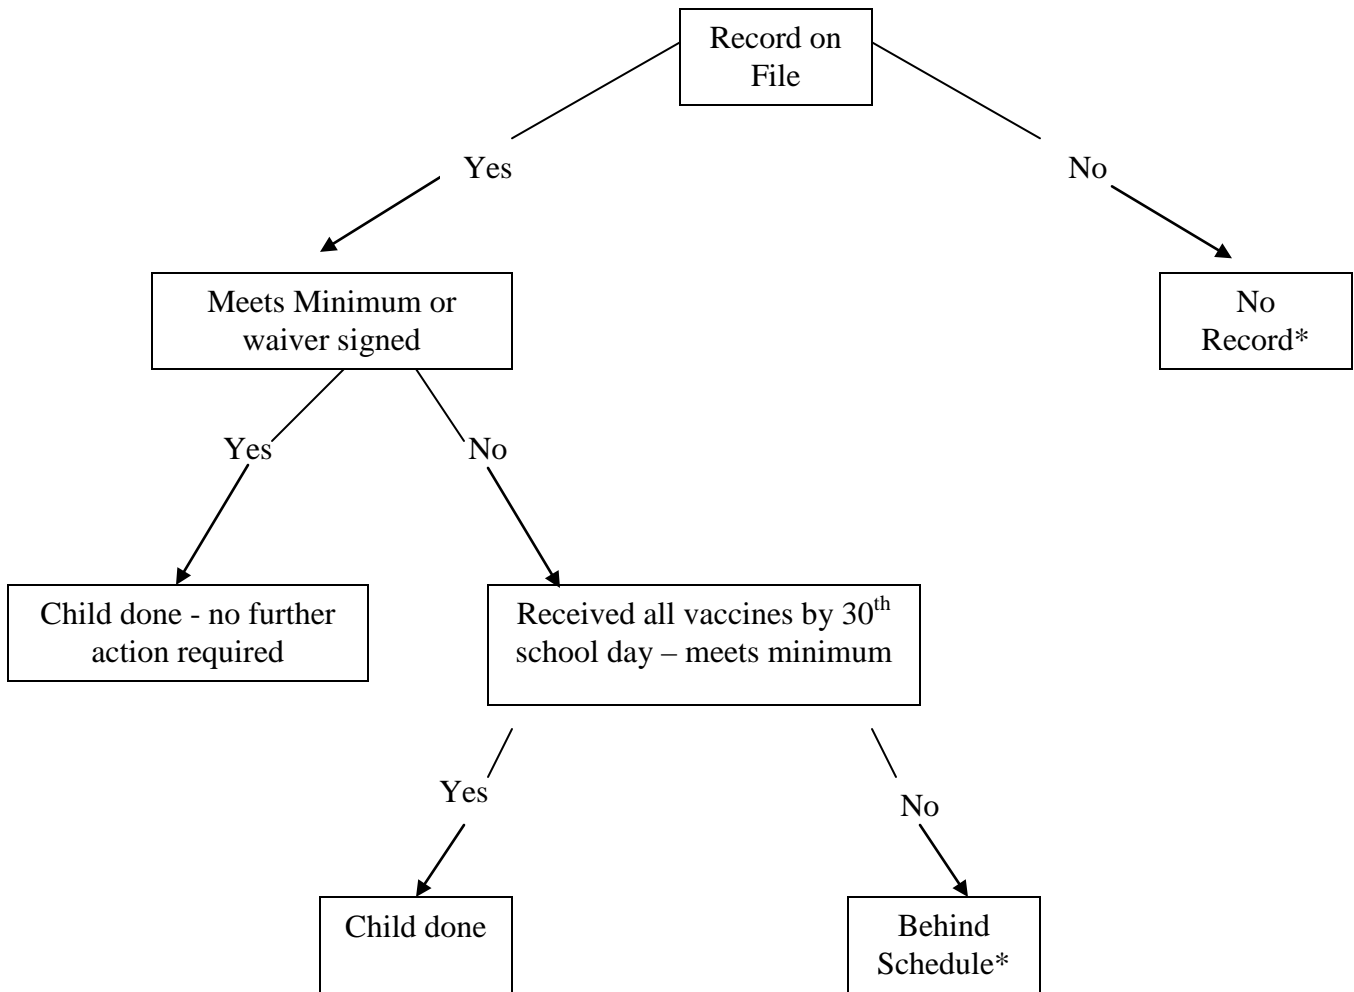 Record on
File
Yes
No
Meets Minimum or
waiver signed
No
Record*
Yes
No
Child done - no further
action required
Received all vaccines by 30th
school day – meets minimum
Yes
No
Child done
Behind
Schedule*